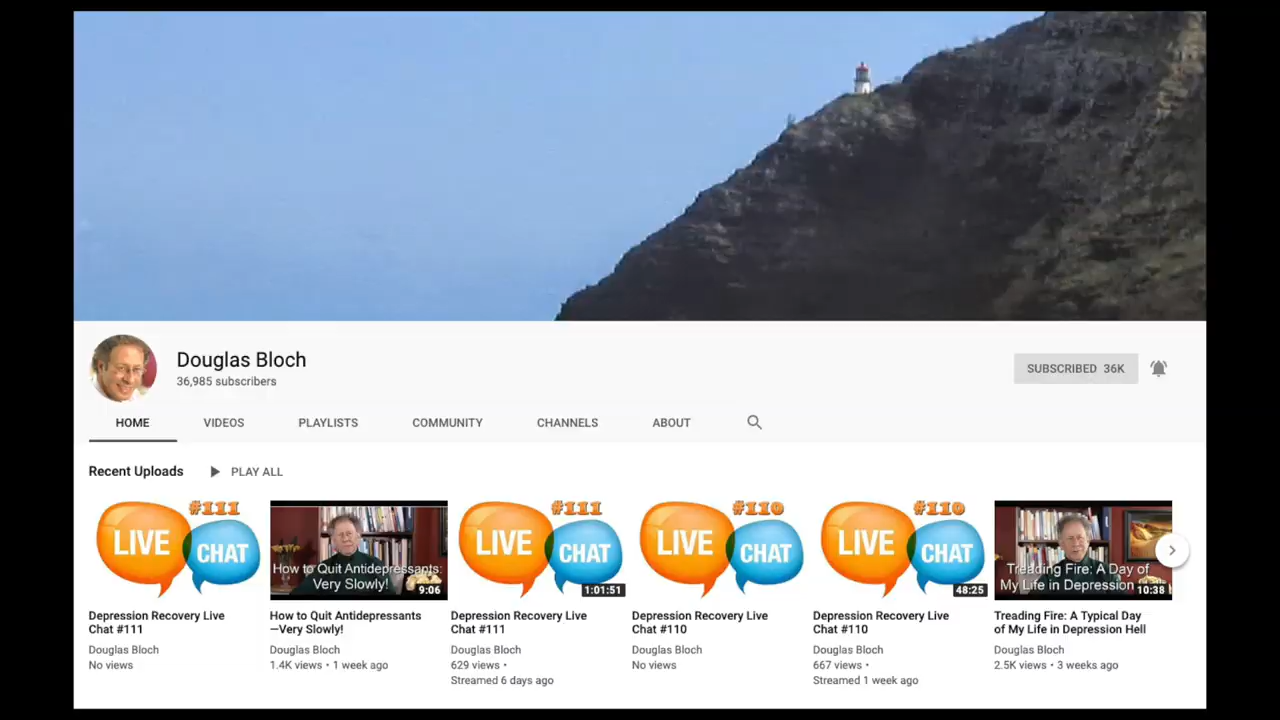 Douglas Bloch
36,985 subscribers
SUBSCRIBED 36K
HOME VIDEOS PLAYLISTS COMMUNITY CHANNELS ABOUT
Recent Uploads PLAY ALL
#111
LIVE CHAT
Depression Recovery Live
Chat #111
Douglas Bloch
No views
How to Quit Antidepressants:
Very Slowly!
9:06
How to Quit Antidepressants
—Very Slowly!
Douglas Bloch
1.4K views • 1 week ago
#111
LIVE CHAT
1:01:51
Depression Recovery Live
Chat #111
Douglas Bloch
629 views •
Streamed 6 days ago
#110
LIVE CHAT
Depression Recovery Live
Chat #110
Douglas Bloch
No views
#110
LIVE CHAT
48:25
Depression Recovery Live
Chat #110
Douglas Bloch
667 views •
Streamed 1 week ago
Treading Fire: A Day of
My Life in Depression
10:38
Treading Fire: A Typical Day
of My Life in Depression Hell
Douglas Bloch
2.5K views • 3 weeks ago